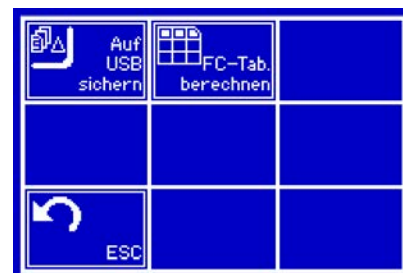 Auf
USB
sichern
FC-Tab.
berechnen
ESC